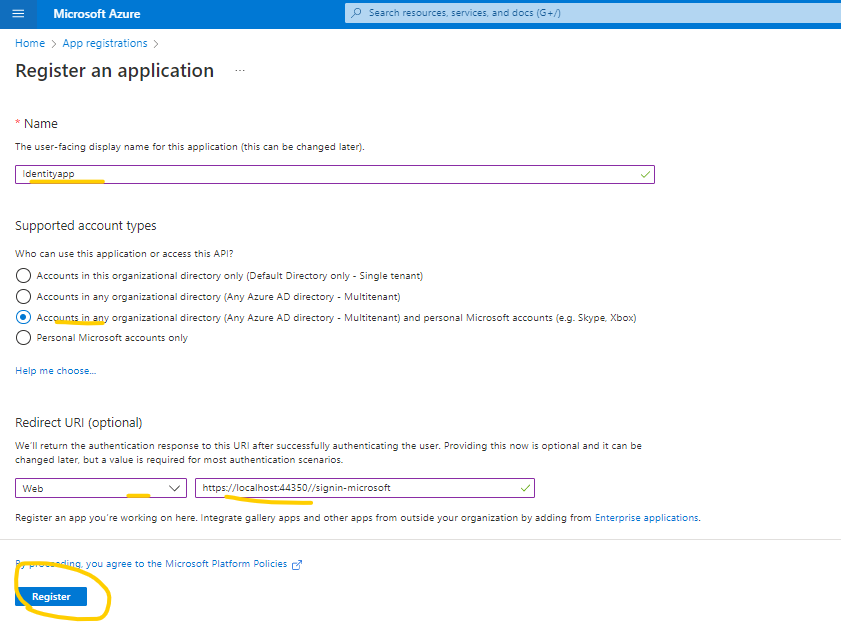 Microsoft Azure
Search resources, services, and docs (G+/)
Home > App registrations >
Register an application ...
* Name
The user-facing display name for this application (this can be changed later).
Identityapp
Supported account types
Who can use this application or access this API?
Accounts in this organizational directory only (Default Directory only - Single tenant)
Accounts in any organizational directory (Any Azure AD directory - Multitenant)
Accounts in any organizational directory (Any Azure AD directory - Multitenant) and personal Microsoft accounts (e.g. Skype, Xbox)
Personal Microsoft accounts only
Help me choose...
Redirect URI (optional)
We'll return the authentication response to this URI after successfully authenticating the user. Providing this now is optional and it can be
changed later, but a value is required for most authentication scenarios.
Web https://localhost:44350//signin-microsoft
Register an app you're working on here. Integrate gallery apps and other apps from outside your organization by adding from Enterprise applications.
By proceeding, you agree to the Microsoft Platform Policies
Register